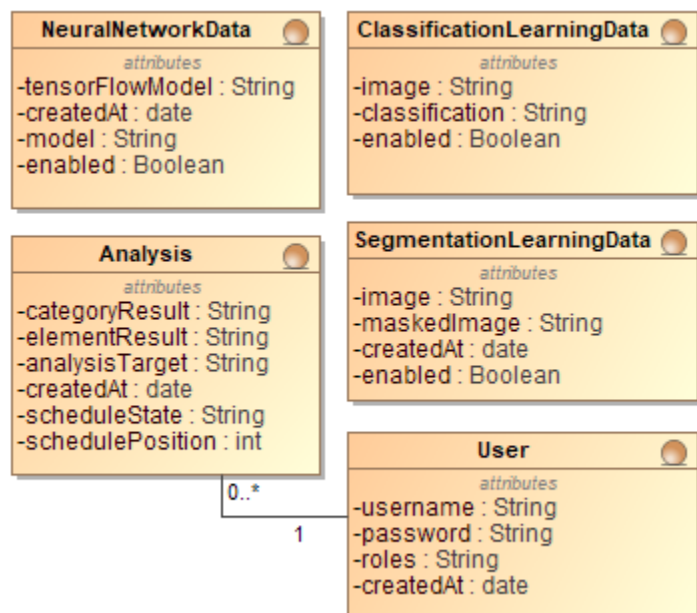 NeuralNetworkData
attributes
-tensorFlowModel : String
-createdAt : date
-model : String
-enabled : Boolean
ClassificationLearningData
attributes
-image : String
-classification : String
-enabled : Boolean
Analysis
attributes
-categoryResult : String
-elementResult : String
-analysisTarget : String
-createdAt : date
-scheduleState : String
-schedulePosition : int
SegmentationLearningData
attributes
-image : String
-maskedImage : String
-createdAt : date
-enabled : Boolean
0..*
1
User
attributes
-username : String
-password : String
-roles : String
-createdAt : date